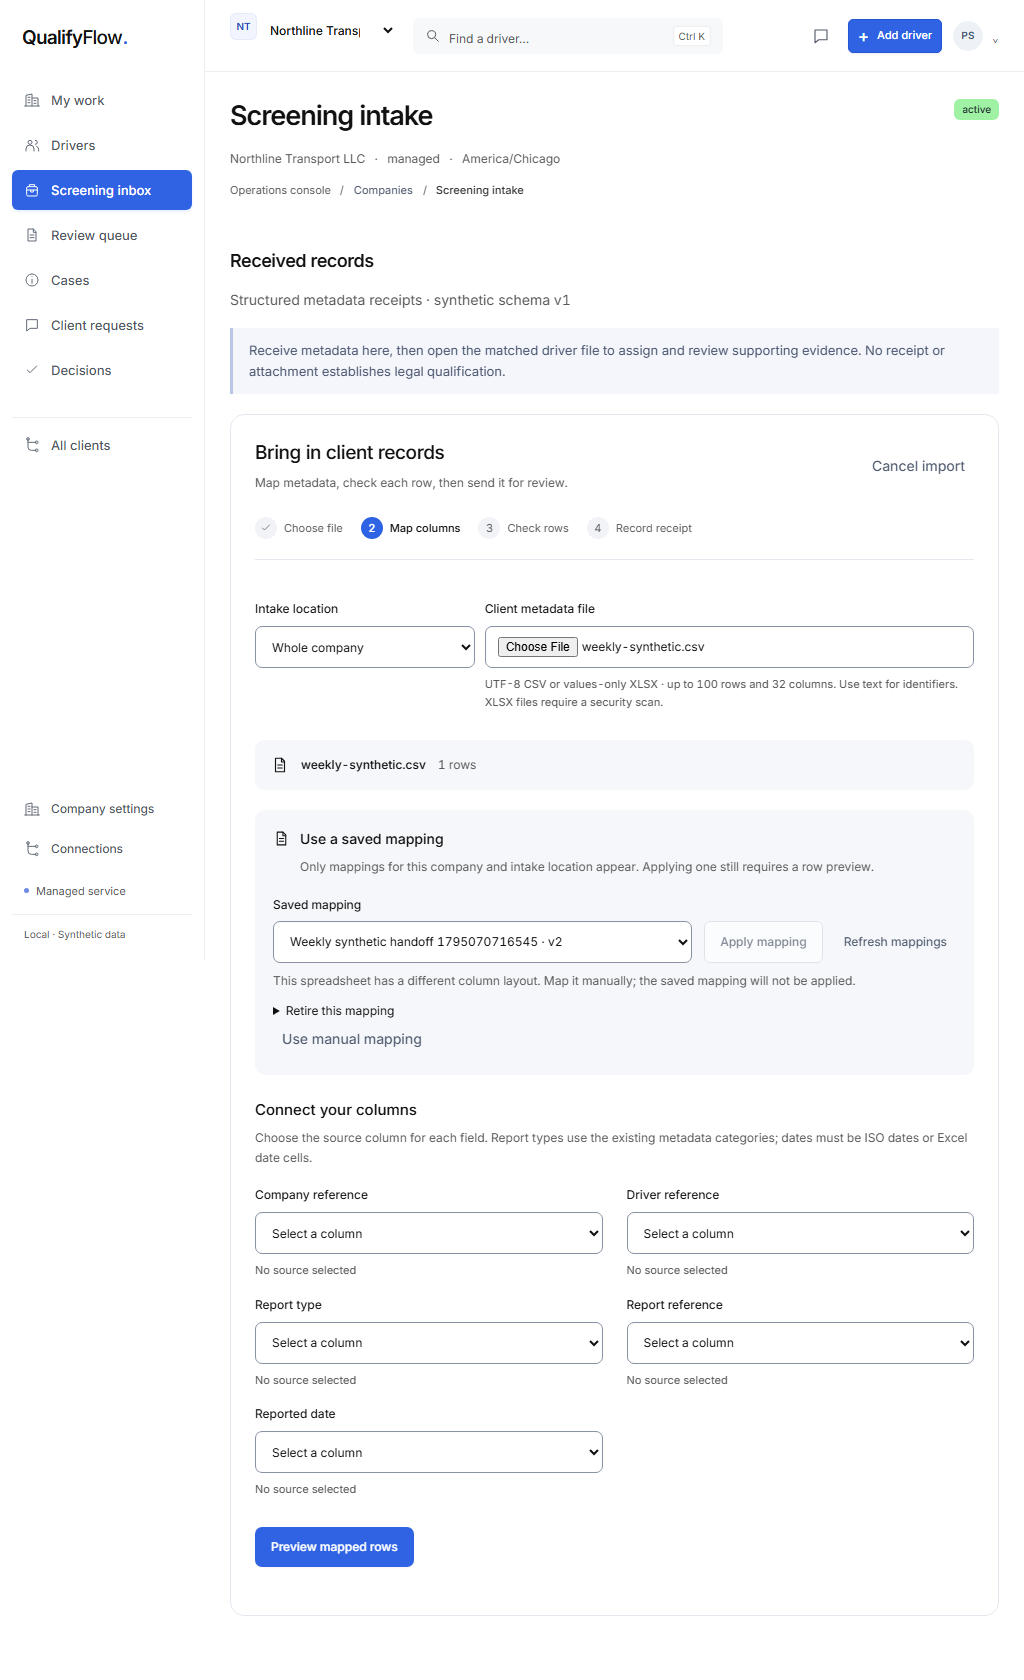 QualifyFlow.
My work
Drivers
Screening inbox
Review queue
Cases
Client requests
Decisions
All clients
Company settings
Connections
Managed service
Local · Synthetic data
NT
Northline Transp
Find a driver...
Ctrl K
+ Add driver
PS
Screening intake
active
Northline Transport LLC · managed · America/Chicago
Operations console / Companies / Screening intake
Received records
Structured metadata receipts · synthetic schema v1
Receive metadata here, then open the matched driver file to assign and review supporting evidence. No receipt or
attachment establishes legal qualification.
Bring in client records
Cancel import
Map metadata, check each row, then send it for review.
Choose file
2 Map columns
3 Check rows
4 Record receipt
Intake location
Client metadata file
Whole company
Choose File weekly-synthetic.csv
UTF-8 CSV or values-only XLSX · up to 100 rows and 32 columns. Use text for identifiers.
XLSX files require a security scan.
weekly-synthetic.csv 1 rows
Use a saved mapping
Only mappings for this company and intake location appear. Applying one still requires a row preview.
Saved mapping
Weekly synthetic handoff 1795070716545 · v2
Apply mapping
Refresh mappings
This spreadsheet has a different column layout. Map it manually; the saved mapping will not be applied.
Retire this mapping
Use manual mapping
Connect your columns
Choose the source column for each field. Report types use the existing metadata categories; dates must be ISO dates or Excel
date cells.
Company reference
Driver reference
Select a column
Select a column
No source selected
No source selected
Report type
Report reference
Select a column
Select a column
No source selected
No source selected
Reported date
Select a column
No source selected
Preview mapped rows